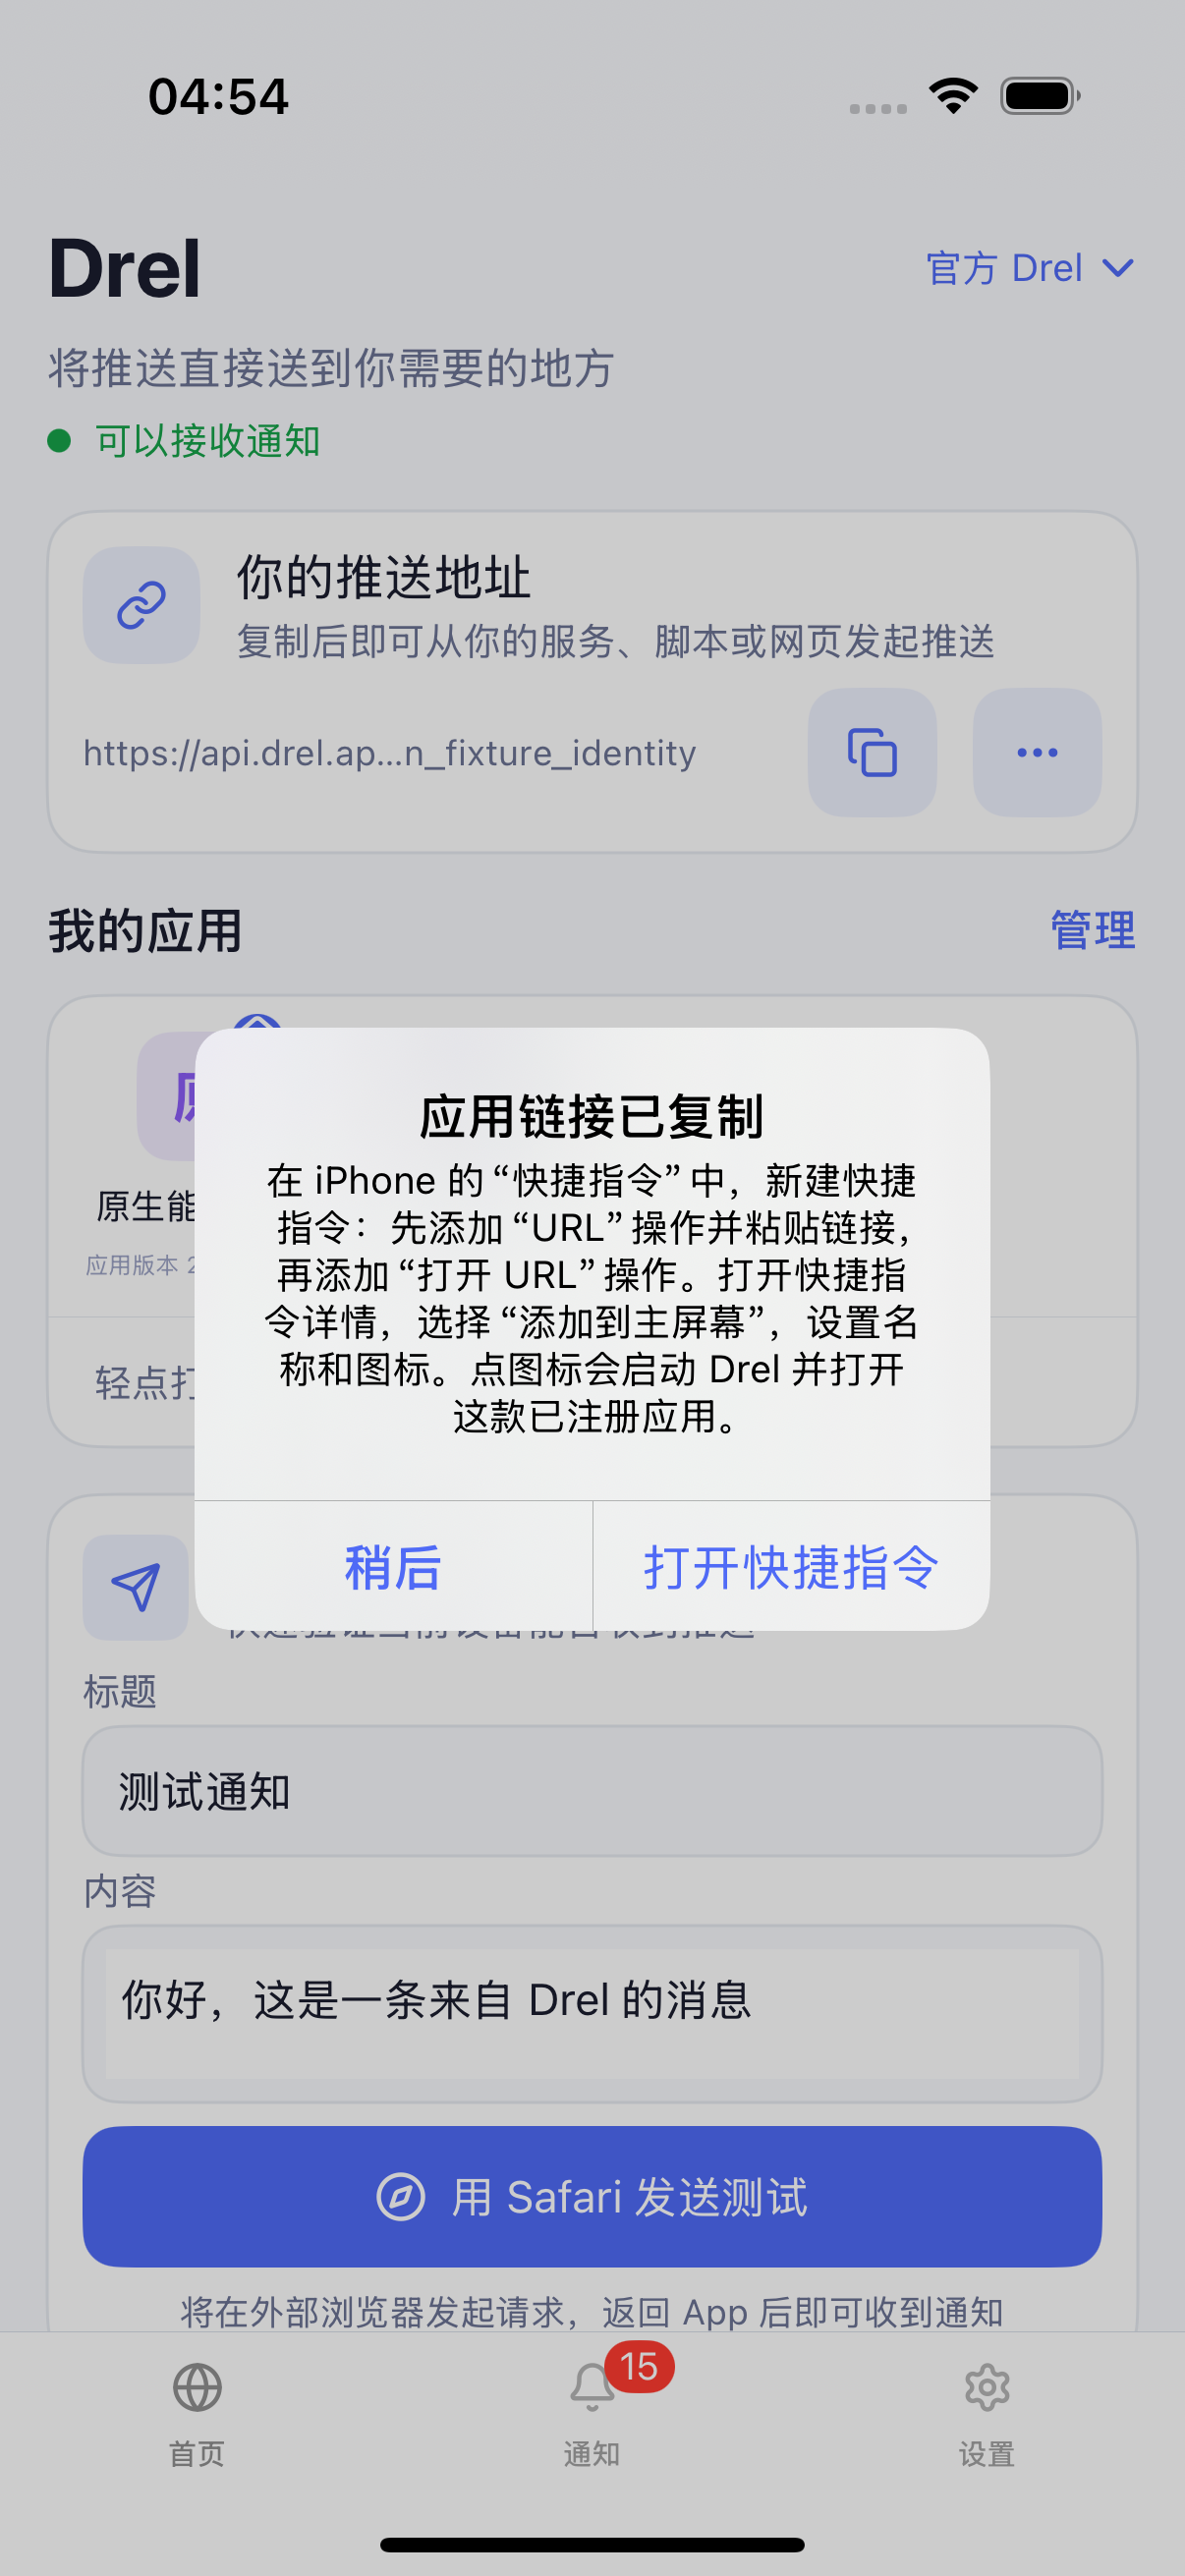 04:54
Drel
官方 Drel
将推送直接送到你需要的地方
可以接收通知
你的推送地址
复制后即可从你的服务、脚本或网页发起推送
https://api.drel.ap...n_fixture_identity
我的应用
管理
原生能
应用版本 2
轻点打
应用链接已复制
在 iPhone 的 “快捷指令” 中，新建快捷
指令：先添加 “URL” 操作并粘贴链接，
再添加 “打开 URL” 操作。打开快捷指
令详情，选择 “添加到主屏幕”，设置名
称和图标。点图标会启动 Drel 并打开
这款已注册应用。
稍后
打开快捷指令
标题
测试通知
内容
你好，这是一条来自 Drel 的消息
用 Safari 发送测试
将在外部浏览器发起请求，返回 App 后即可收到通知
15
首页
通知
设置